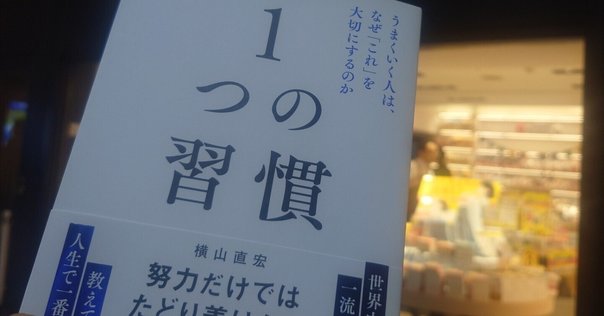 うまくいく人は、
なぜ「これ」を
大切にするのか
1
つの
習慣
横山直宏
努力だけでは
世界
一流
教えて
人生で一番